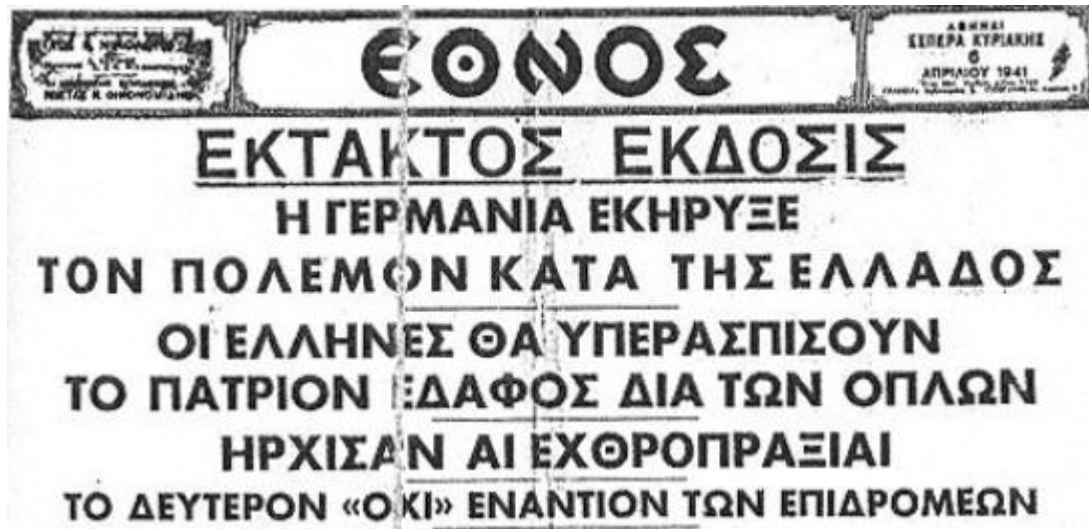 ΕΘΝΟΣ
ΑΘΗΝΑΙ
ΕΣΠΕΡΑ ΚΥΡΙΑΚΗΣ
6
ΑΠΡΙΛΙΟΥ 1941
ΕΚΤΑΚΤΟΣ ΕΚΔΟΣΙΣ
Η ΓΕΡΜΑΝΙΑ ΕΚΗΡΥΞΕ
ΤΟΝ ΠΟΛΕΜΟΝ ΚΑΤΑ ΤΗΣ ΕΛΛΑΔΟΣ
ΟΙ ΕΛΛΗΝΕΣ ΘΑ ΥΠΕΡΑΣΠΙΣΟΥΝ
ΤΟ ΠΑΤΡΙΟΝ ΕΔΑΦΟΣ ΔΙΑ ΤΩΝ ΟΠΛΩΝ
ΗΡΧΙΣΑΝ ΑΙ ΕΧΘΡΟΠΡΑΞΙΑΙ
ΤΟ ΔΕΥΤΕΡΟΝ «ΟΧΙ» ΕΝΑΝΤΙΟΝ ΤΩΝ ΕΠΙΔΡΟΜΕΩΝ